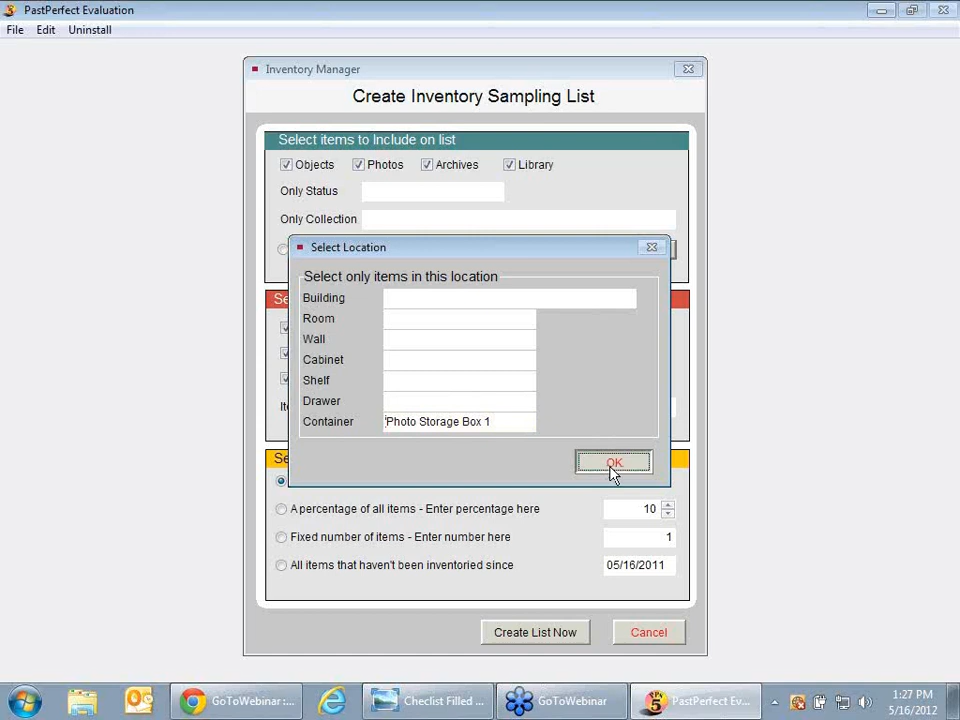 PastPerfect Evaluation
File Edit Uninstall
Inventory Manager
Create Inventory Sampling List
Select items to Include on list
Objects Photos Archives Library
Only Status
Only Collection
Select Location
Select only items in this location
Building
Room
Wall
Cabinet
Shelf
Drawer
Container Photo Storage Box 1
OK
A percentage of all items - Enter percentage here 10
Fixed number of items - Enter number here 1
All items that haven't been inventoried since 05/16/2011
Create List Now Cancel
GoToWebinar :... Checlist Filled ... GoToWebinar PastPerfect Ev...
1:27 PM
5/16/2012